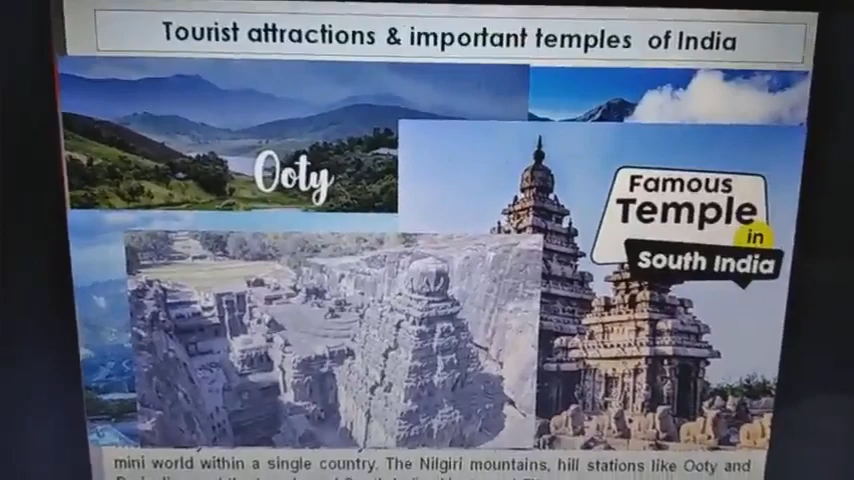 Tourist attractions & important temples of India
Ooty
Famous
Temple
in
South India
mini world within a single country. The Nilgiri mountains, hill stations like Ooty and